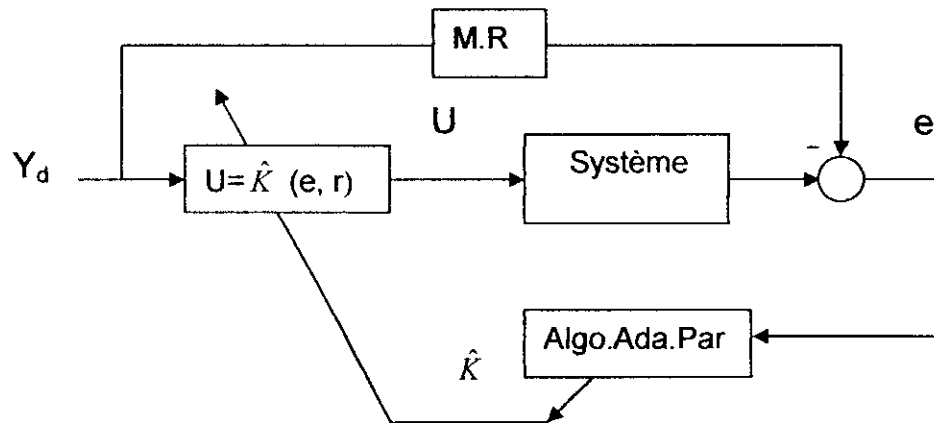 M.R
U
e
-
Y_d
U=K̂ (e, r)
Système
Algo.Ada.Par
K̂